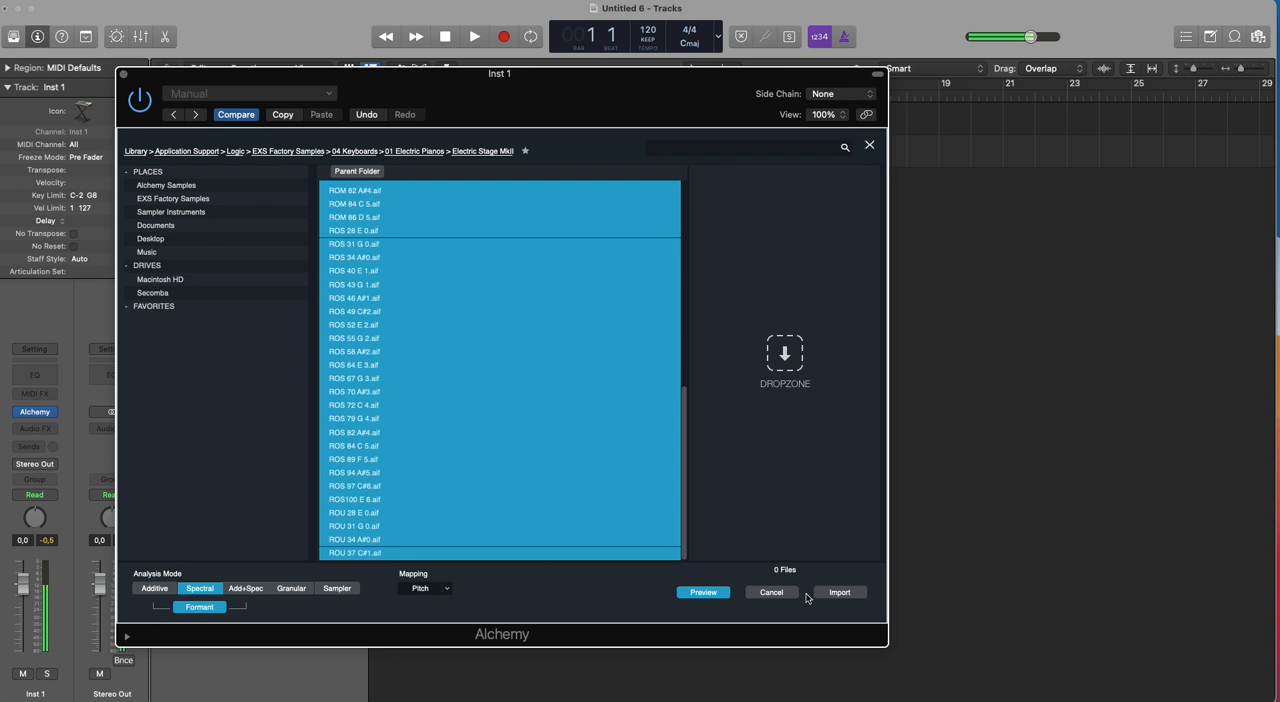 Untitled 6 - Tracks
1 1
BAR BEAT
120
KEEP
TEMPO
4/4
Cmaj
1234
Region: MIDI Defaults
Smart
Drag: Overlap
19 21 23 25 27 29
Track: Inst 1
Icon:
Channel: Inst 1
MIDI Channel: All
Freeze Mode: Pre Fader
Transpose:
Velocity:
Key Limit: C-2 G8
Vel Limit: 1 127
Delay
No Transpose:
No Reset:
Staff Style: Auto
Articulation Set:
Setting
EQ
MIDI FX
Alchemy
Audio FX
Sends
Stereo Out
Group
Read
0,0 -0,5
0,0
Bnce
M S
M
Inst 1
Stereo Out
Inst 1
Manual
Side Chain: None
Compare
Copy
Paste
Undo
Redo
View: 100%
Library > Application Support > Logic > EXS Factory Samples > 04 Keyboards > 01 Electric Pianos > Electric Stage MkII
- PLACES
Alchemy Samples
EXS Factory Samples
Sampler Instruments
Documents
Desktop
Music
- DRIVES
Macintosh HD
Secomba
- FAVORITES
Parent Folder
ROM 82 A#4.aif
ROM 84 C 5.aif
ROM 86 D 5.aif
ROS 28 E 0.aif
ROS 31 G 0.aif
ROS 34 A#0.aif
ROS 40 E 1.aif
ROS 43 G 1.aif
ROS 46 A#1.aif
ROS 49 C#2.aif
ROS 52 E 2.aif
ROS 55 G 2.aif
ROS 58 A#2.aif
ROS 64 E 3.aif
ROS 67 G 3.aif
ROS 70 A#3.aif
ROS 72 C 4.aif
ROS 79 G 4.aif
ROS 82 A#4.aif
ROS 84 C 5.aif
ROS 89 F 5.aif
ROS 94 A#5.aif
ROS 97 C#6.aif
ROS100 E 6.aif
ROU 28 E 0.aif
ROU 31 G 0.aif
ROU 34 A#0.aif
ROU 37 C#1.aif
DROPZONE
Analysis Mode
Additive
Spectral
Add+Spec
Granular
Sampler
Formant
Mapping
Pitch
0 Files
Preview
Cancel
Import
Alchemy